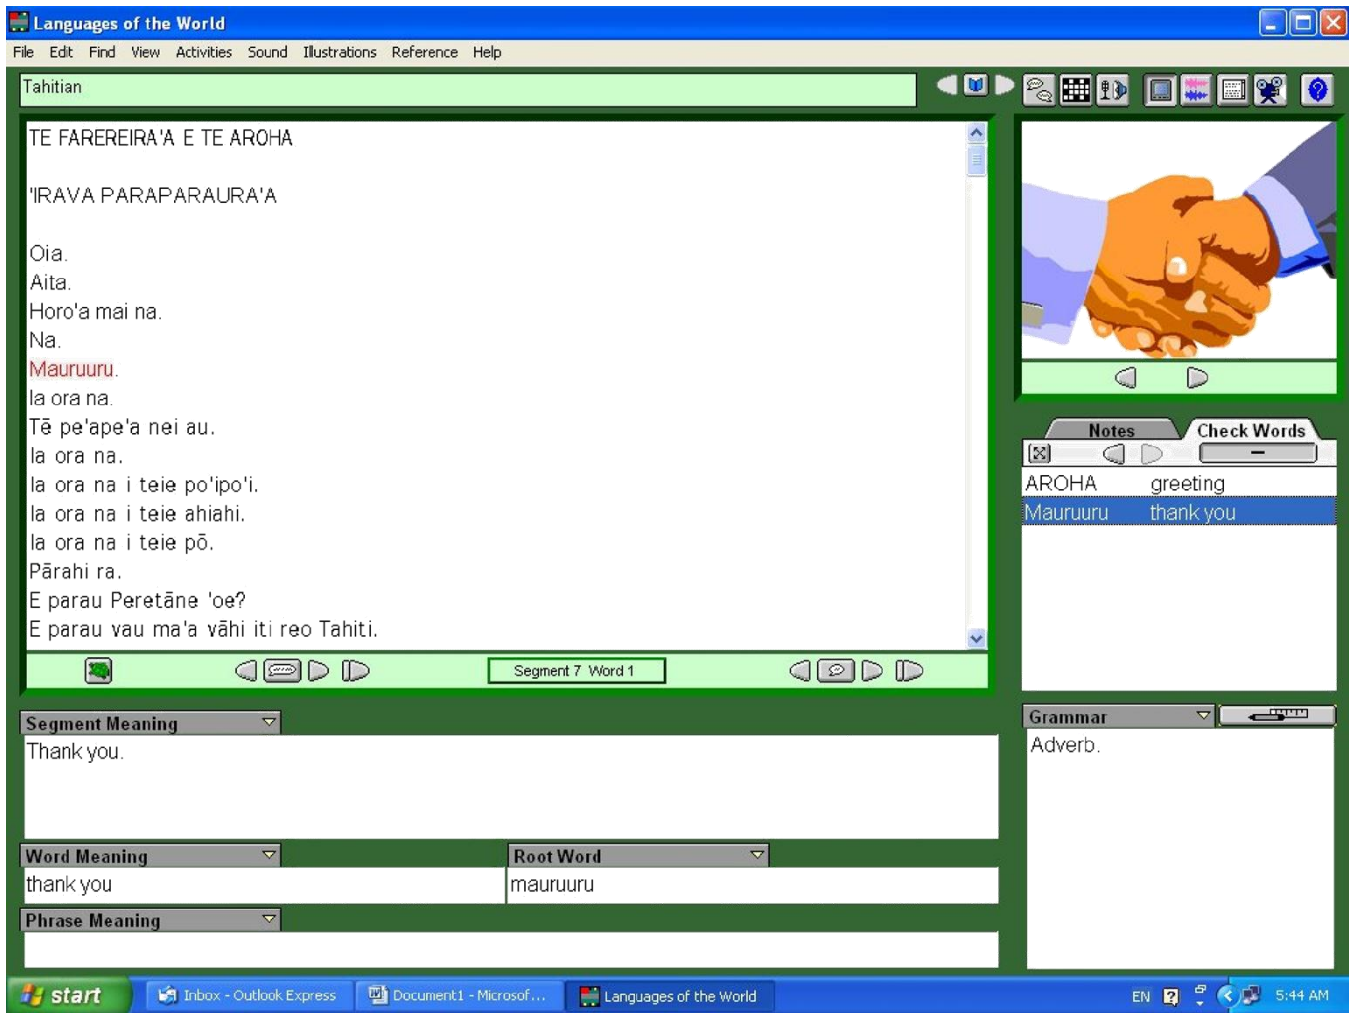 Languages of the World
File Edit Find View Activities Sound Illustrations Reference Help
Tahitian
TE FAREREIRA'A E TE AROHA
'IRAVA PARAPARAURA'A
Oia.
Aita.
Horo'a mai na.
Na.
Mauruuru.
Ia ora na.
Tē pe'ape'a nei au.
Ia ora na.
Ia ora na i teie po'ipo'i.
Ia ora na i teie ahiahi.
Ia ora na i teie pō.
Pārahi ra.
E parau Peretāne 'oe?
E parau vau ma'a vāhi iti reo Tahiti.
Segment 7 Word 1
Notes Check Words
AROHA greeting
Mauruuru thank you
Segment Meaning
Thank you.
Word Meaning
thank you
Root Word
mauruuru
Phrase Meaning
Grammar
Adverb.
start Inbox - Outlook Express Document1 - Microsof... Languages of the World EN 5:44 AM